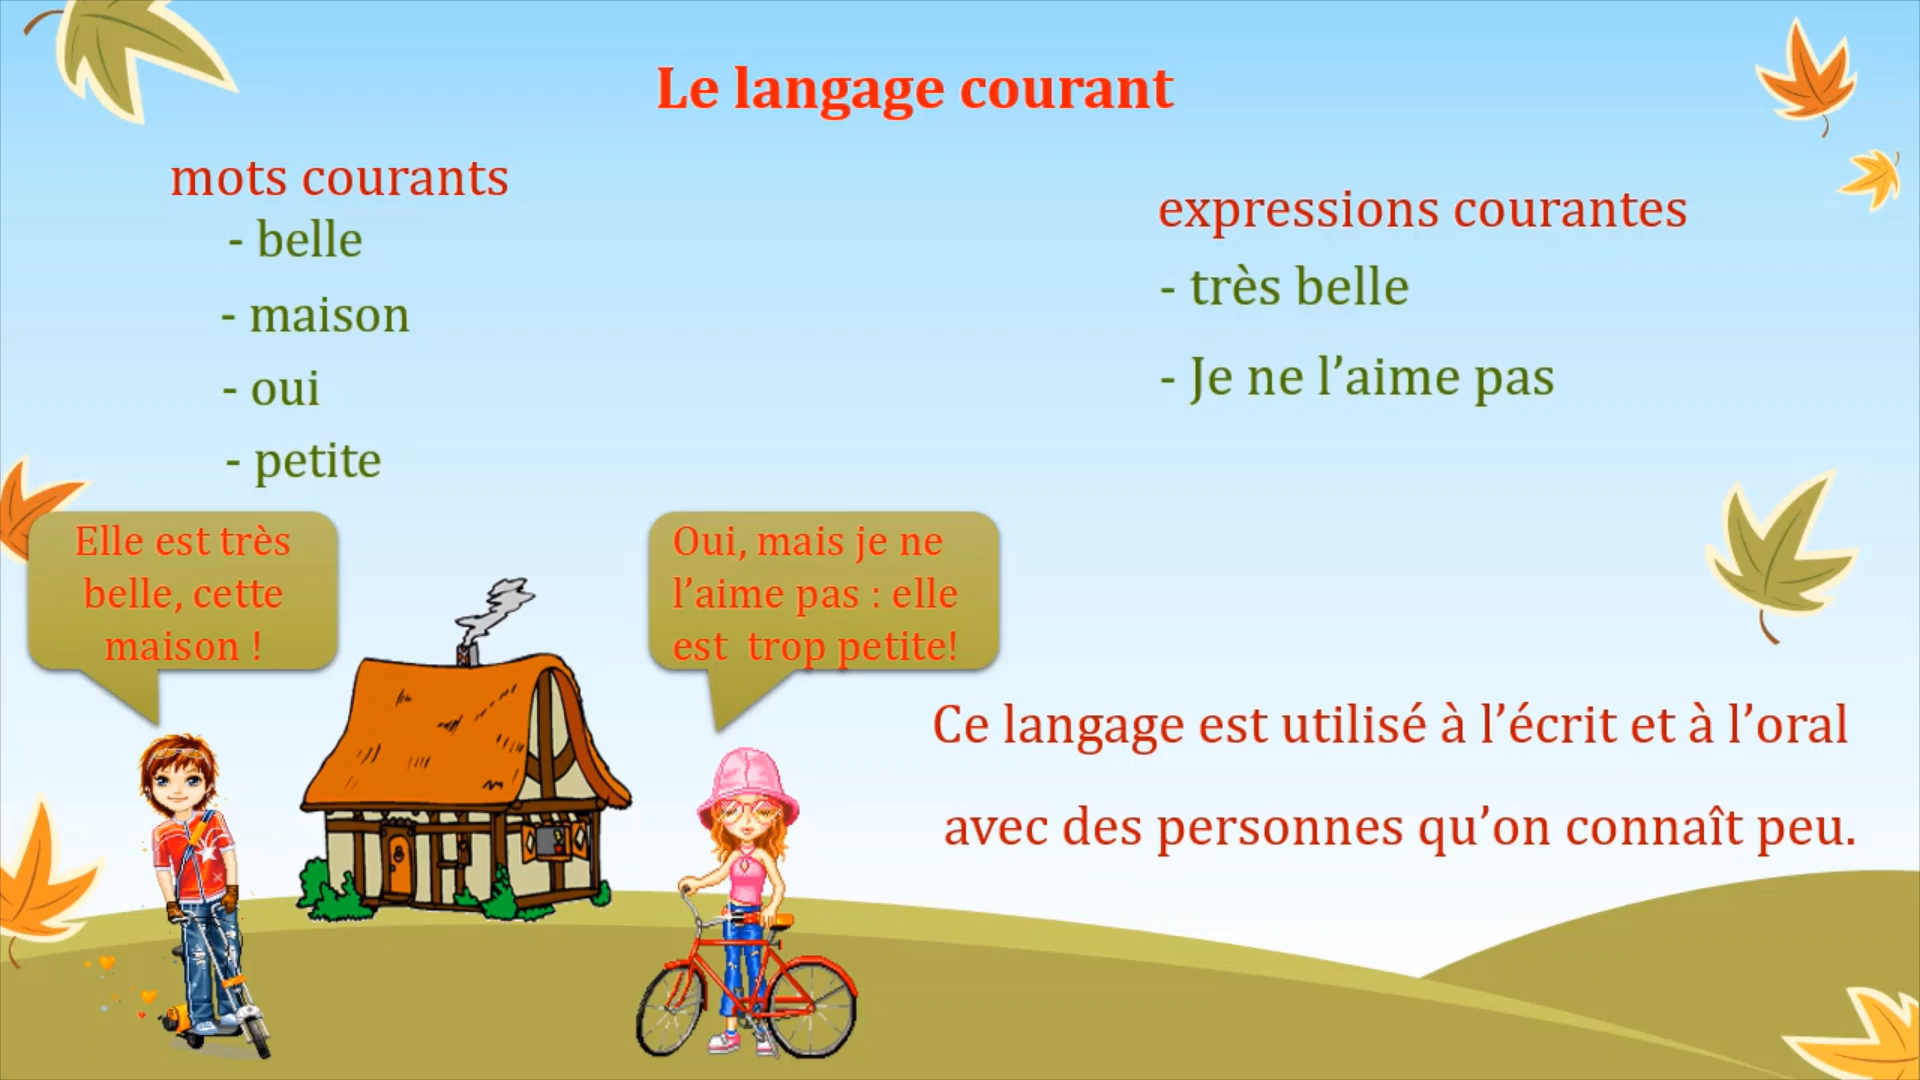 Le langage courant
mots courants
- belle
- maison
- oui
- petite
expressions courantes
- très belle
- Je ne l’aime pas
Elle est très
belle, cette
maison !
Oui, mais je ne
l’aime pas : elle
est  trop petite!
Ce langage est utilisé à l’écrit et à l’oral
avec des personnes qu’on connaît peu.